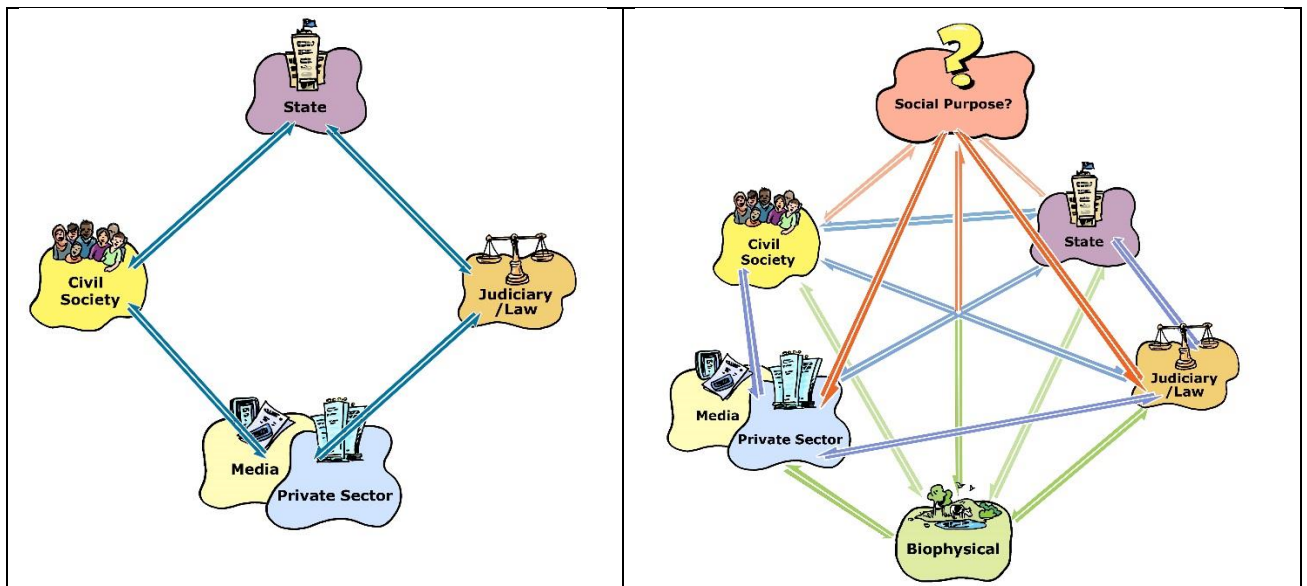 State
Civil
Society
Judiciary
/Law
Media
Private Sector
Social Purpose?
Civil
Society
State
Judiciary
/Law
Media
Private Sector
Biophysical